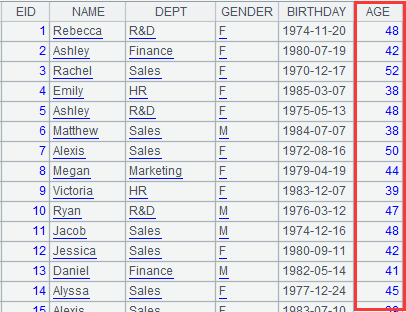 EID NAME DEPT GENDER BIRTHDAY AGE
1 Rebecca R&D F 1974-11-20 48
2 Ashley Finance F 1980-07-19 42
3 Rachel Sales F 1970-12-17 52
4 Emily HR F 1985-03-07 38
5 Ashley R&D F 1975-05-13 48
6 Matthew Sales M 1984-07-07 38
7 Alexis Sales F 1972-08-16 50
8 Megan Marketing F 1979-04-19 44
9 Victoria HR F 1983-12-07 39
10 Ryan R&D M 1976-03-12 47
11 Jacob Sales M 1974-12-16 48
12 Jessica Sales F 1980-09-11 42
13 Daniel Finance M 1982-05-14 41
14 Alyssa Sales F 1977-12-24 45
15 Alexis Sales F 1983-07-10